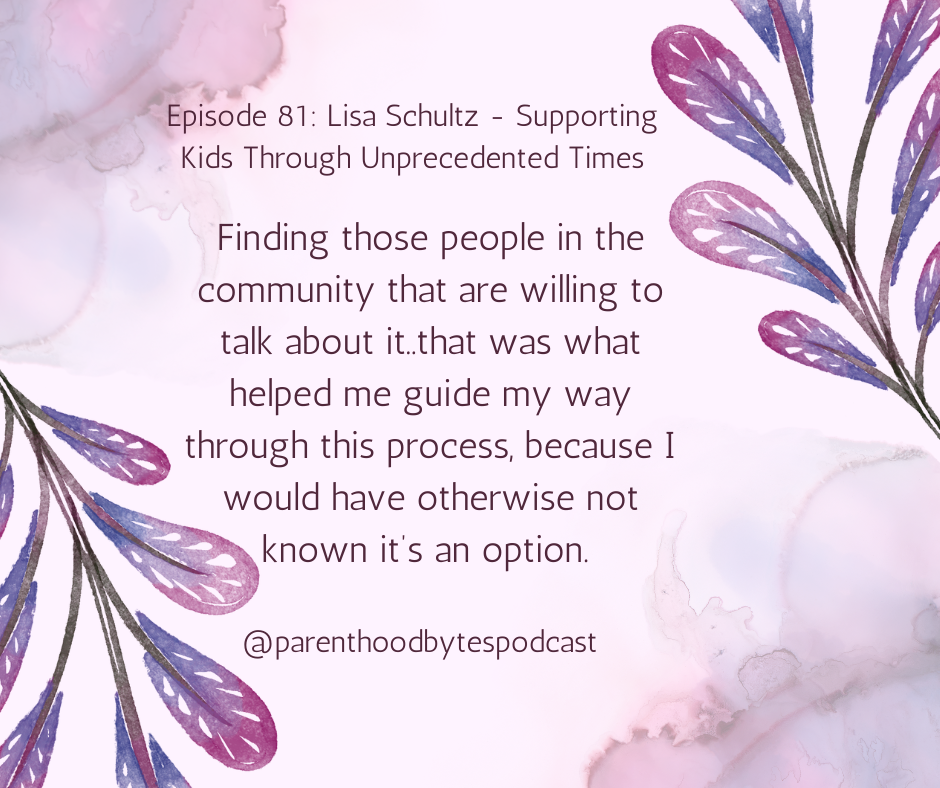 Episode 81: Lisa Schultz - Supporting
Kids Through Unprecedented Times
Finding those people in the
community that are willing to
talk about it..that was what
helped me guide my way
through this process, because I
would have otherwise not
known it's an option.
@parenthoodbytespodcast